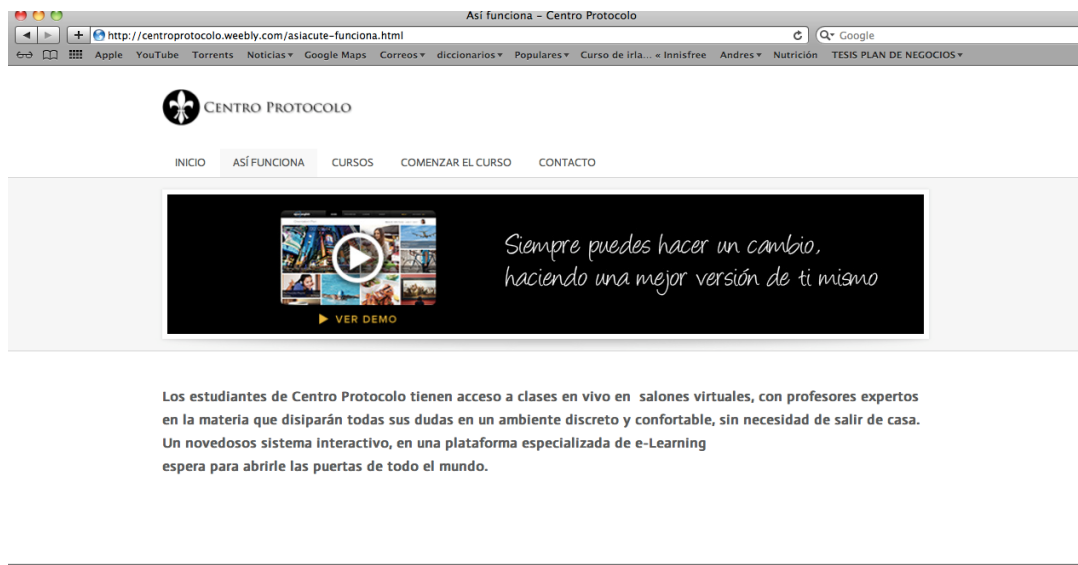 Así funciona – Centro Protocolo
http://centroprotocolo.weebly.com/asiacute-funciona.html
Google
Apple YouTube Torrents Noticias Google Maps Correos diccionarios Populares Curso de irla... « Innisfree Andres Nutrición TESIS PLAN DE NEGOCIOS
CENTRO PROTOCOLO
INICIO ASÍ FUNCIONA CURSOS COMENZAR EL CURSO CONTACTO
Siempre puedes hacer un cambio,
haciendo una mejor versión de ti mismo
VER DEMO
Los estudiantes de Centro Protocolo tienen acceso a clases en vivo en salones virtuales, con profesores expertos
en la materia que disiparán todas sus dudas en un ambiente discreto y confortable, sin necesidad de salir de casa.
Un novedosos sistema interactivo, en una plataforma especializada de e-Learning
espera para abrirle las puertas de todo el mundo.